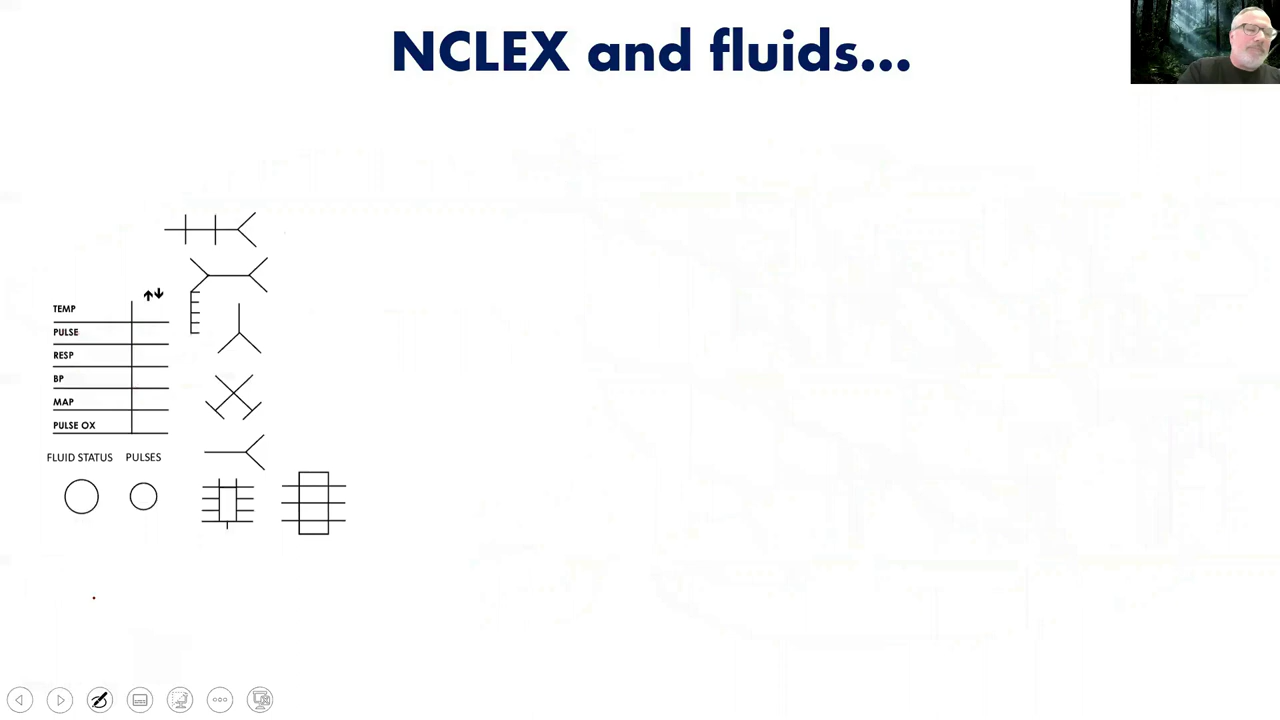 NCLEX and fluids...
TEMP
PULSE
RESP
BP
MAP
PULSE OX
FLUID STATUS PULSES